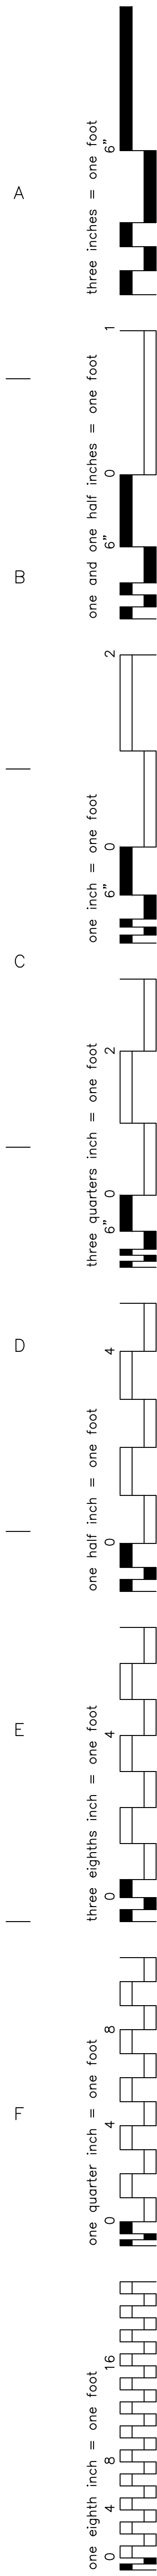 A
B
C
D
E
F
three inches = one foot
6"
one and one half inches = one foot
6" 0 1
one inch = one foot
6" 0 2
three quarters inch = one foot
6" 0 2
one half inch = one foot
0 4
three eighths inch = one foot
0 4
one quarter inch = one foot
0 4 8
one eighth inch = one foot
0 4 8 16